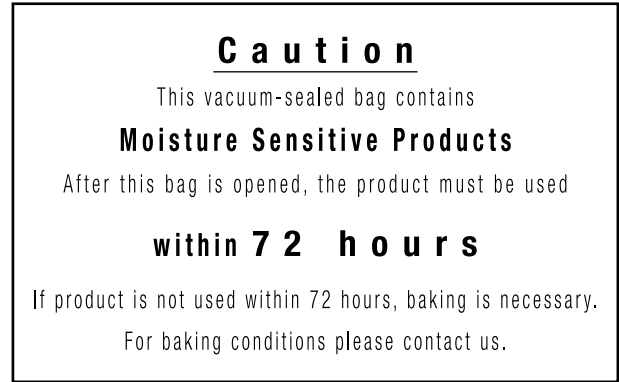 Caution
This vacuum-sealed bag contains
Moisture Sensitive Products
After this bag is opened, the product must be used
within 72 hours
If product is not used within 72 hours, baking is necessary.
For baking conditions please contact us.